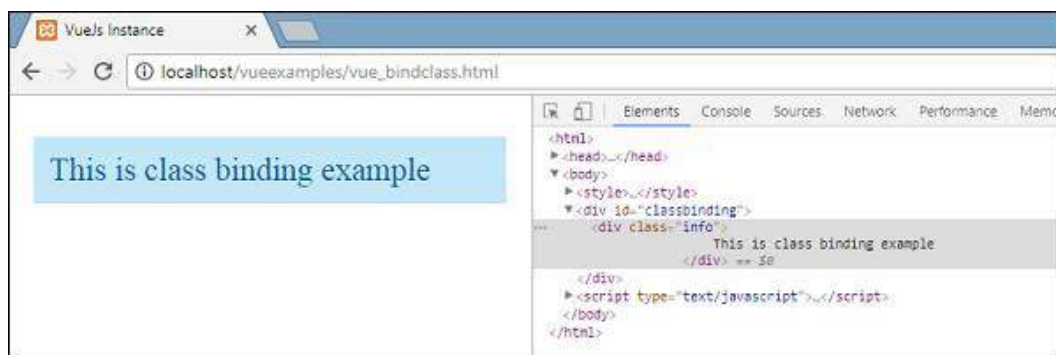 VueJs Instance
localhost/vueexamples/vue_bindclass.html
This is class binding example
Elements Console Sources Network Performance Memo
<html>
<head>…</head>
<body>
<style>…</style>
<div id="classbinding">
<div class="info">
This is class binding example
</div> == $0
</div>
<script type="text/javascript">…</script>
</body>
</html>